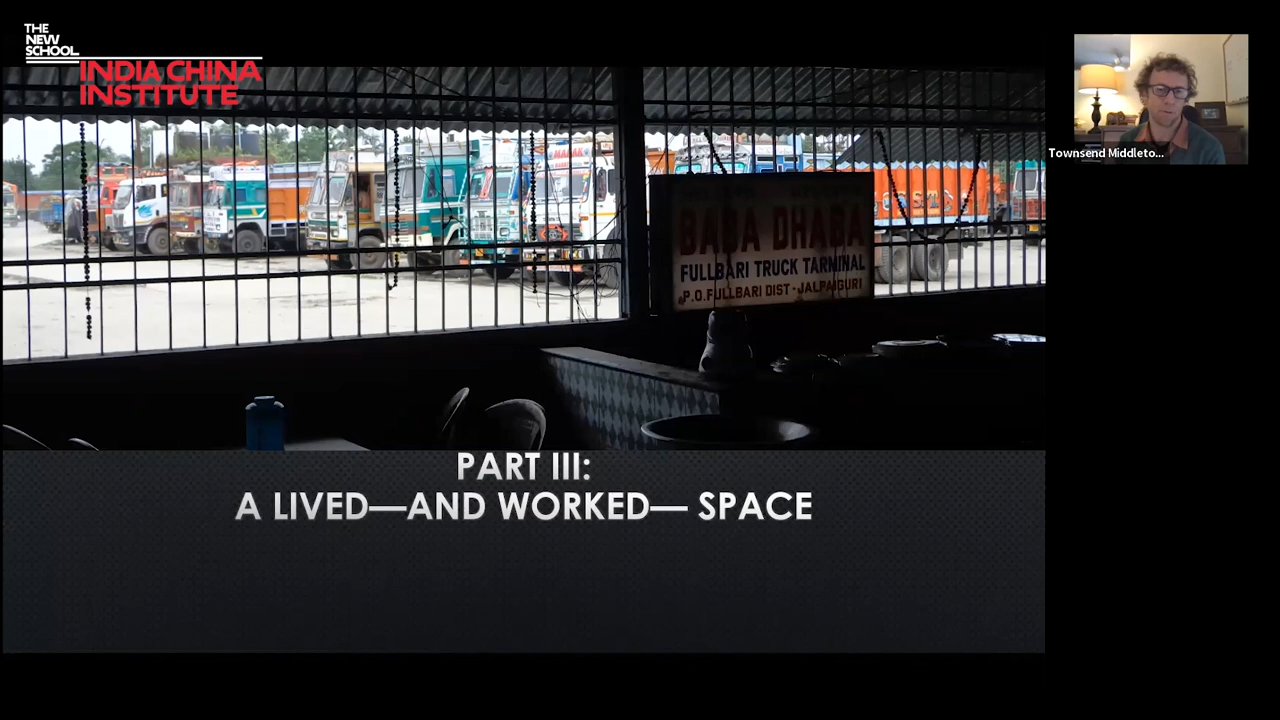 THE
NEW
SCHOOL
INDIA CHINA
INSTITUTE
Townsend Middleto...
BABA DHABA
FULLBARI TRUCK TARMINAL
P.O.FULLBARI DIST-JALPAIGURI
PART III:
A LIVED—AND WORKED— SPACE